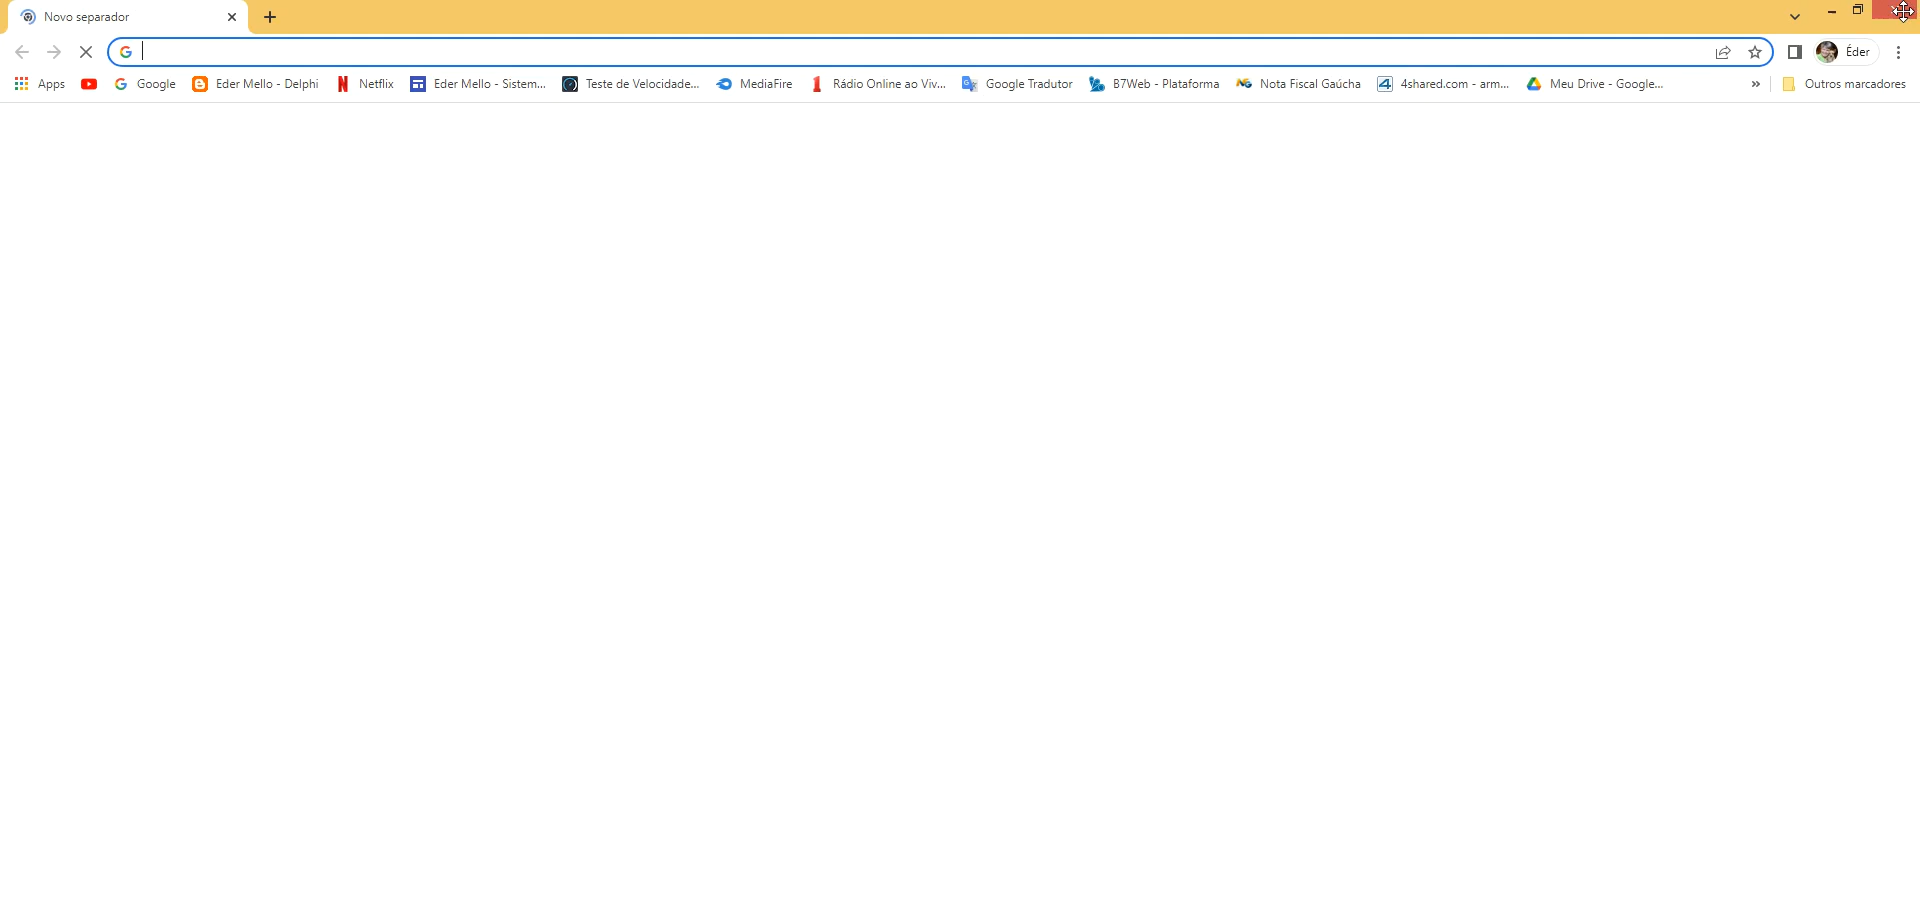 Novo separador
Éder
Apps Google Eder Mello - Delphi Netflix Eder Mello - Sistem... Teste de Velocidade... MediaFire Rádio Online ao Viv... Google Tradutor B7Web - Plataforma Nota Fiscal Gaúcha 4shared.com - arm... Meu Drive - Google... » Outros marcadores